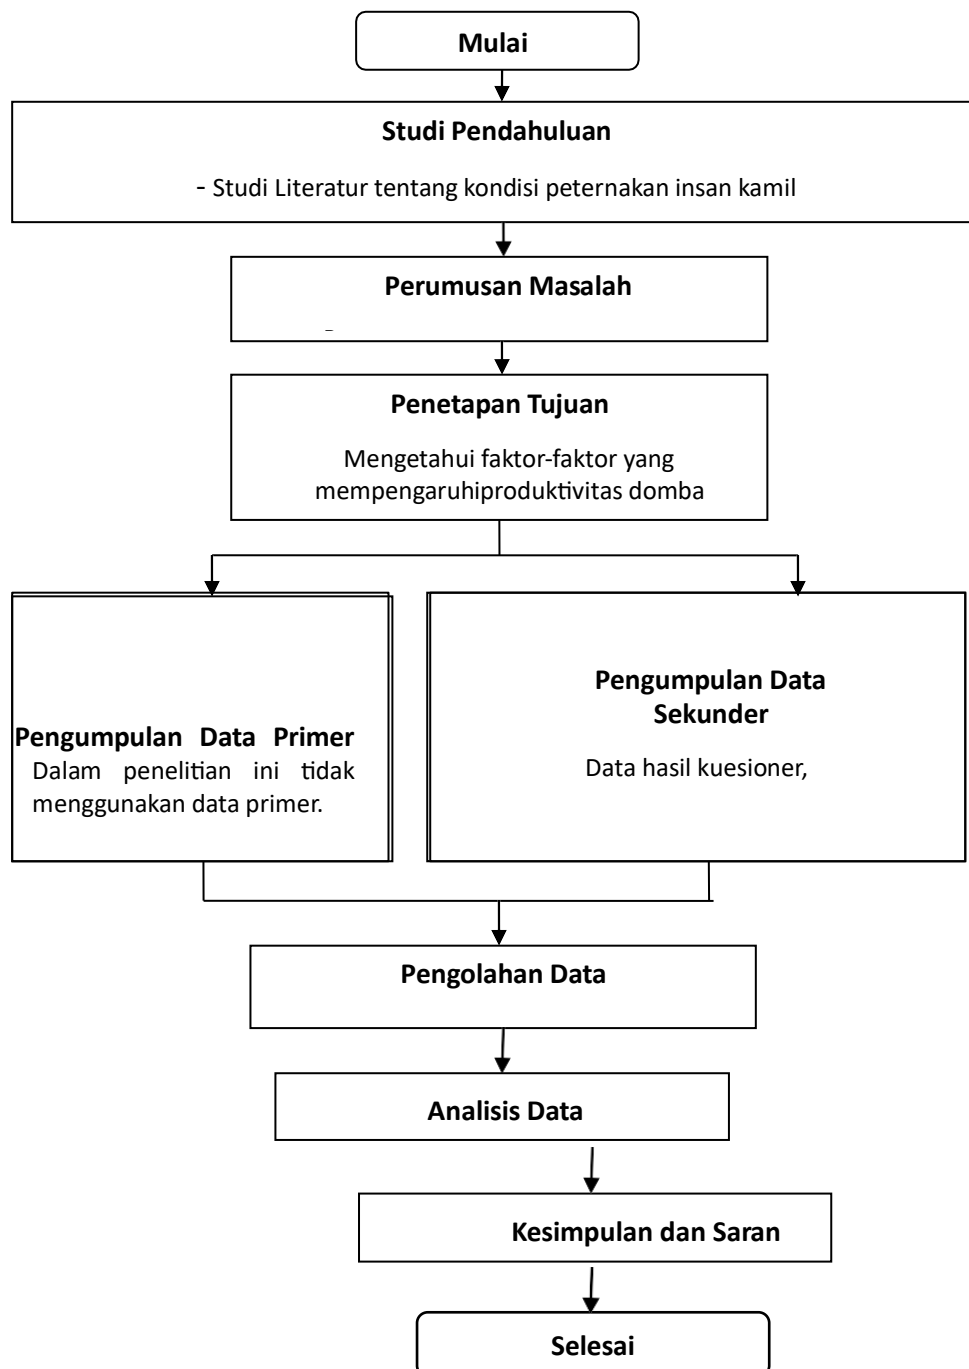 Mulai
Studi Pendahuluan
- Studi Literatur tentang kondisi peternakan insan kamil
Perumusan Masalah
-
Penetapan Tujuan
Mengetahui faktor-faktor yang
mempengaruhiproduktivitas domba
Pengumpulan Data Primer
Dalam penelitian ini tidak
menggunakan data primer.
Pengumpulan Data
Sekunder
Data hasil kuesioner,
Pengolahan Data
Analisis Data
Kesimpulan dan Saran
Selesai